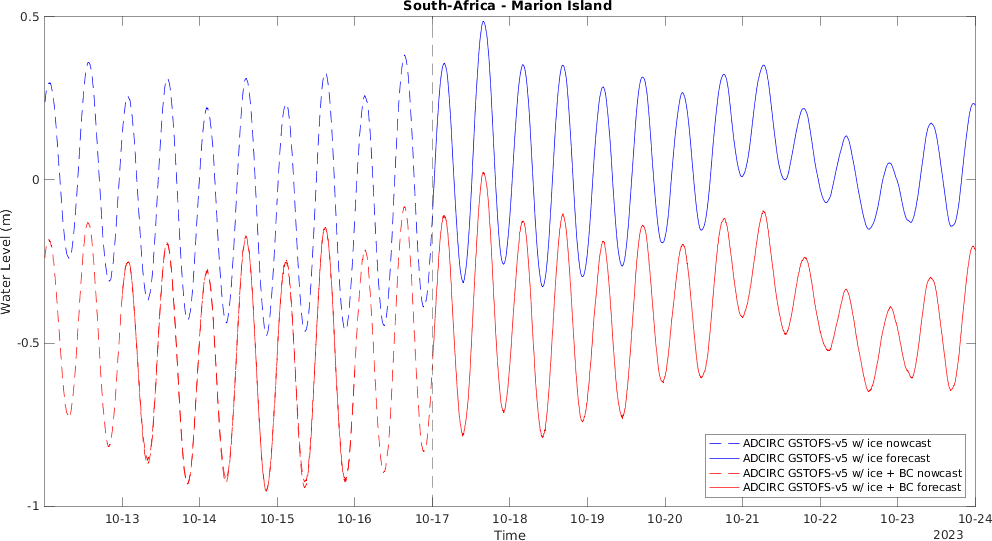 South-Africa - Marion Island
0.5
0
-0.5
-1
Water Level (m)
ADCIRC GSTOFS-v5 w/ ice nowcast
ADCIRC GSTOFS-v5 w/ ice forecast
ADCIRC GSTOFS-v5 w/ ice + BC nowcast
ADCIRC GSTOFS-v5 w/ ice + BC forecast
10-13 10-14 10-15 10-16 10-17 10-18 10-19 10-20 10-21 10-22 10-23 10-24
Time
2023